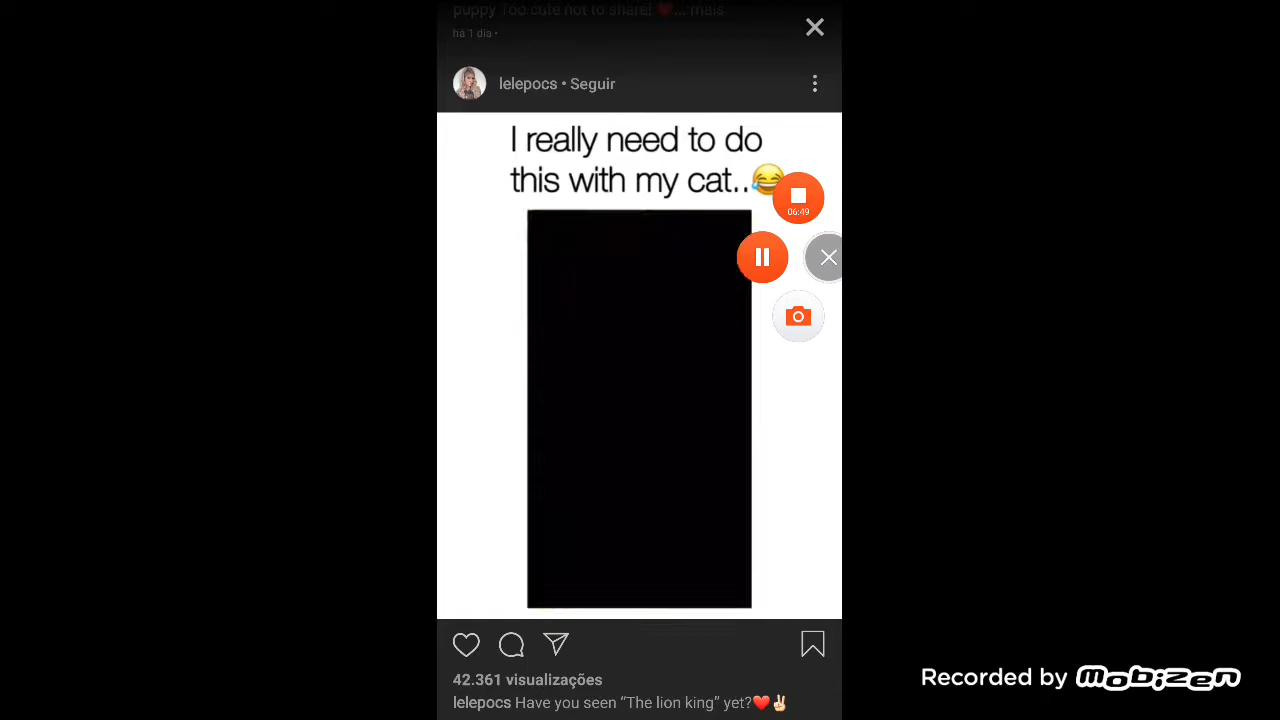 puppy Too cute not to share! ❤️... mais
há 1 dia •
lelepocs • Seguir
I really need to do
this with my cat..😂
06:49
42.361 visualizações
lelepocs Have you seen “The lion king” yet?❤️✌🏻
Recorded by mobizen